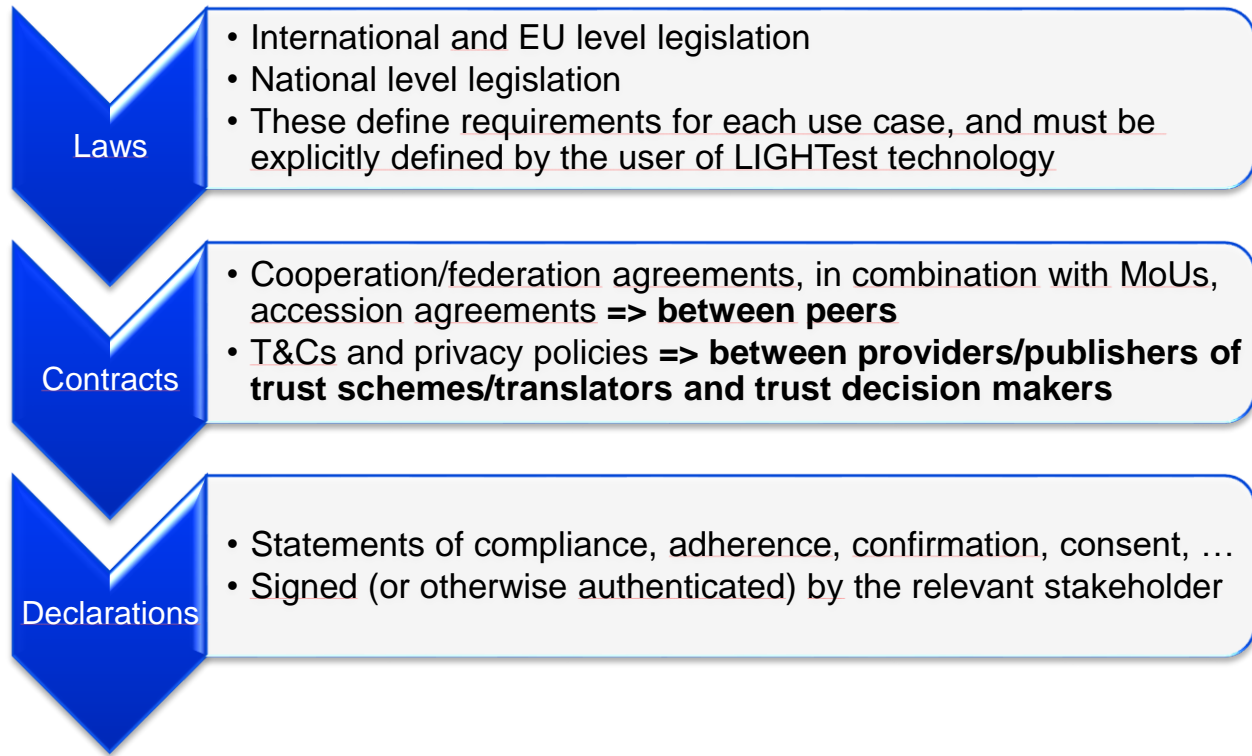 Laws
• International and EU level legislation
• National level legislation
• These define requirements for each use case, and must be
explicitly defined by the user of LIGHTest technology
Contracts
• Cooperation/federation agreements, in combination with MoUs,
accession agreements => between peers
• T&Cs and privacy policies => between providers/publishers of
trust schemes/translators and trust decision makers
Declarations
• Statements of compliance, adherence, confirmation, consent, …
• Signed (or otherwise authenticated) by the relevant stakeholder